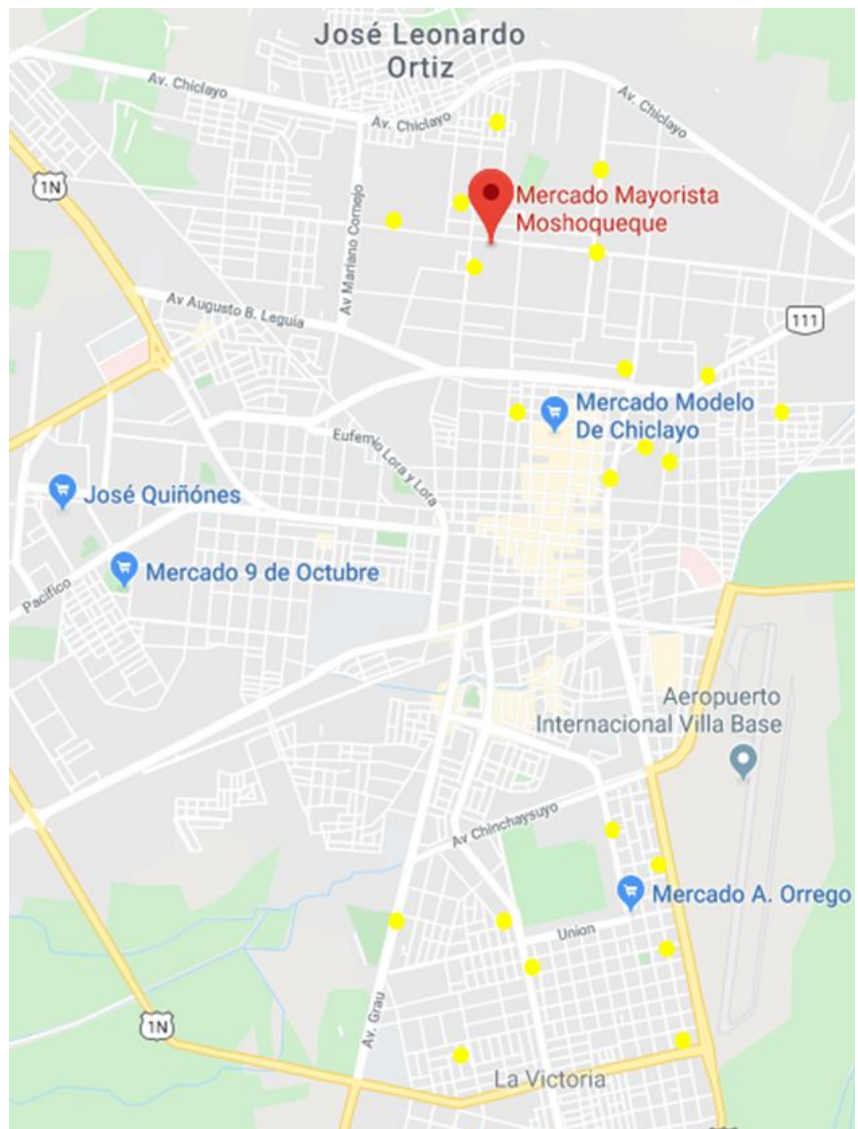 José Leonardo
Ortiz
Av. Chiclayo
Av. Chiclayo
Av. Chiclayo
1N
Mercado Mayorista
Moshoqueque
Av Mariano Cornejo
Av Augusto B. Leguia
111
Mercado Modelo
De Chiclayo
Eufemio Lora y Lora
José Quiñónes
Mercado 9 de Octubre
Pacifico
Aeropuerto
Internacional Villa Base
Av Chinchaysuyo
Mercado A. Orrego
Union
Av. Grau
1N
La Victoria